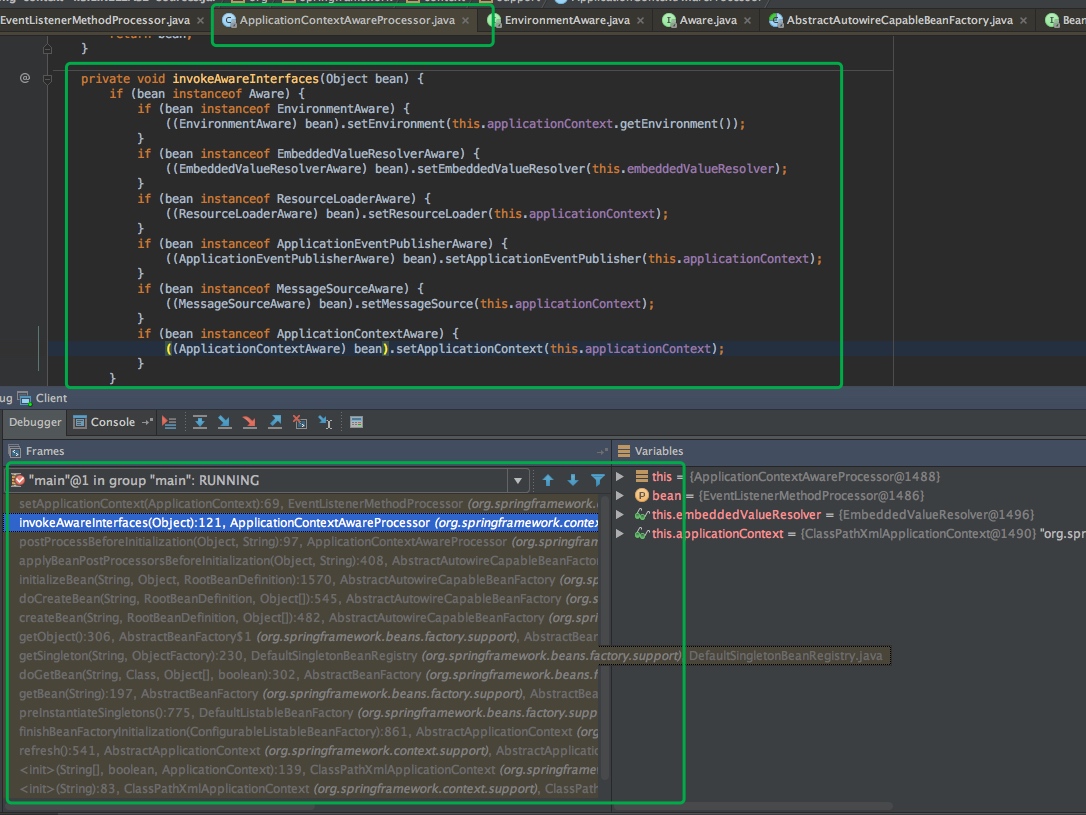 EventListenerMethodProcessor.java × ApplicationContextAwareProcessor.java × EnvironmentAware.java × Aware.java × AbstractAutowireCapableBeanFactory.java × Bean
return bean;
}
@ private void invokeAwareInterfaces(Object bean) {
if (bean instanceof Aware) {
if (bean instanceof EnvironmentAware) {
((EnvironmentAware) bean).setEnvironment(this.applicationContext.getEnvironment());
}
if (bean instanceof EmbeddedValueResolverAware) {
((EmbeddedValueResolverAware) bean).setEmbeddedValueResolver(this.embeddedValueResolver);
}
if (bean instanceof ResourceLoaderAware) {
((ResourceLoaderAware) bean).setResourceLoader(this.applicationContext);
}
if (bean instanceof ApplicationEventPublisherAware) {
((ApplicationEventPublisherAware) bean).setApplicationEventPublisher(this.applicationContext);
}
if (bean instanceof MessageSourceAware) {
((MessageSourceAware) bean).setMessageSource(this.applicationContext);
}
if (bean instanceof ApplicationContextAware) {
((ApplicationContextAware) bean).setApplicationContext(this.applicationContext);
}
}
ug Client
Debugger Console
Frames
"main"@1 in group "main": RUNNING
setApplicationContext(ApplicationContext):69, EventListenerMethodProcessor (org.springframework.
invokeAwareInterfaces(Object):121, ApplicationContextAwareProcessor (org.springframework.contex
postProcessBeforeInitialization(Object, String):97, ApplicationContextAwareProcessor (org.springfram
applyBeanPostProcessorsBeforeInitialization(Object, String):408, AbstractAutowireCapableBeanFacto
initializeBean(String, Object, RootBeanDefinition):1570, AbstractAutowireCapableBeanFactory (org.sp
doCreateBean(String, RootBeanDefinition, Object[]):545, AbstractAutowireCapableBeanFactory (org.s
createBean(String, RootBeanDefinition, Object[]):482, AbstractAutowireCapableBeanFactory (org.spri
getObject():306, AbstractBeanFactory$1 (org.springframework.beans.factory.support), AbstractBean
getSingleton(String, ObjectFactory):230, DefaultSingletonBeanRegistry (org.springframework.beans.factory.support), DefaultSingletonBeanRegistry.java
doGetBean(String, Class, Object[], boolean):302, AbstractBeanFactory (org.springframework.beans.f
getBean(String):197, AbstractBeanFactory (org.springframework.beans.factory.support), AbstractBea
preInstantiateSingletons():775, DefaultListableBeanFactory (org.springframework.beans.factory.supp
finishBeanFactoryInitialization(ConfigurableListableBeanFactory):861, AbstractApplicationContext (org
refresh():541, AbstractApplicationContext (org.springframework.context.support), AbstractApplicatio
<init>(String[], boolean, ApplicationContext):139, ClassPathXmlApplicationContext (org.springframe
<init>(String):83, ClassPathXmlApplicationContext (org.springframework.context.support), ClassPath
Variables
this = {ApplicationContextAwareProcessor@1488}
bean = {EventListenerMethodProcessor@1486}
this.embeddedValueResolver = {EmbeddedValueResolver@1496}
this.applicationContext = {ClassPathXmlApplicationContext@1490} "org.spr